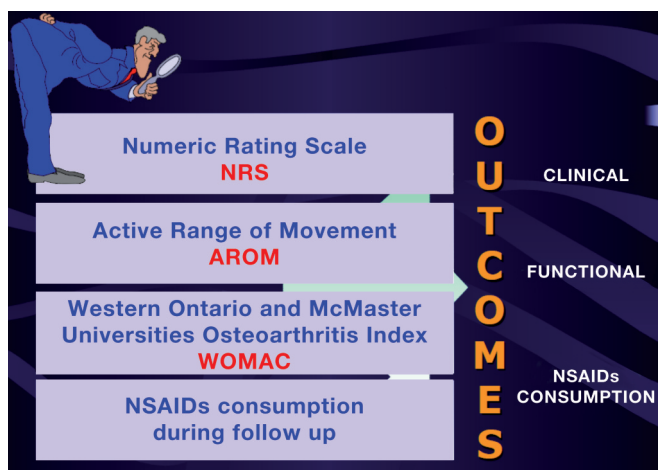 Numeric Rating Scale
NRS
Active Range of Movement
AROM
Western Ontario and McMaster
Universities Osteoarthritis Index
WOMAC
NSAIDs consumption
during follow up
OUTCOMES
CLINICAL
FUNCTIONAL
NSAIDs
CONSUMPTION